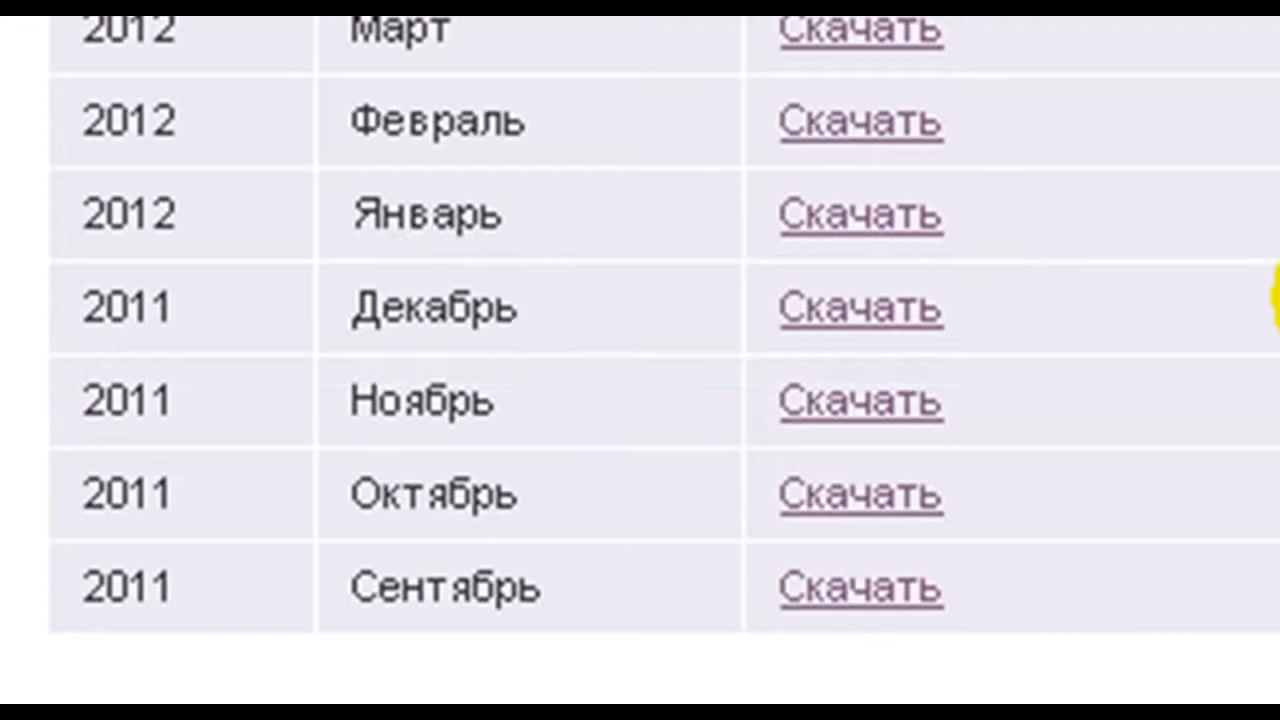 2012 Март Скачать
2012 Февраль Скачать
2012 Январь Скачать
2011 Декабрь Скачать
2011 Ноябрь Скачать
2011 Октябрь Скачать
2011 Сентябрь Скачать